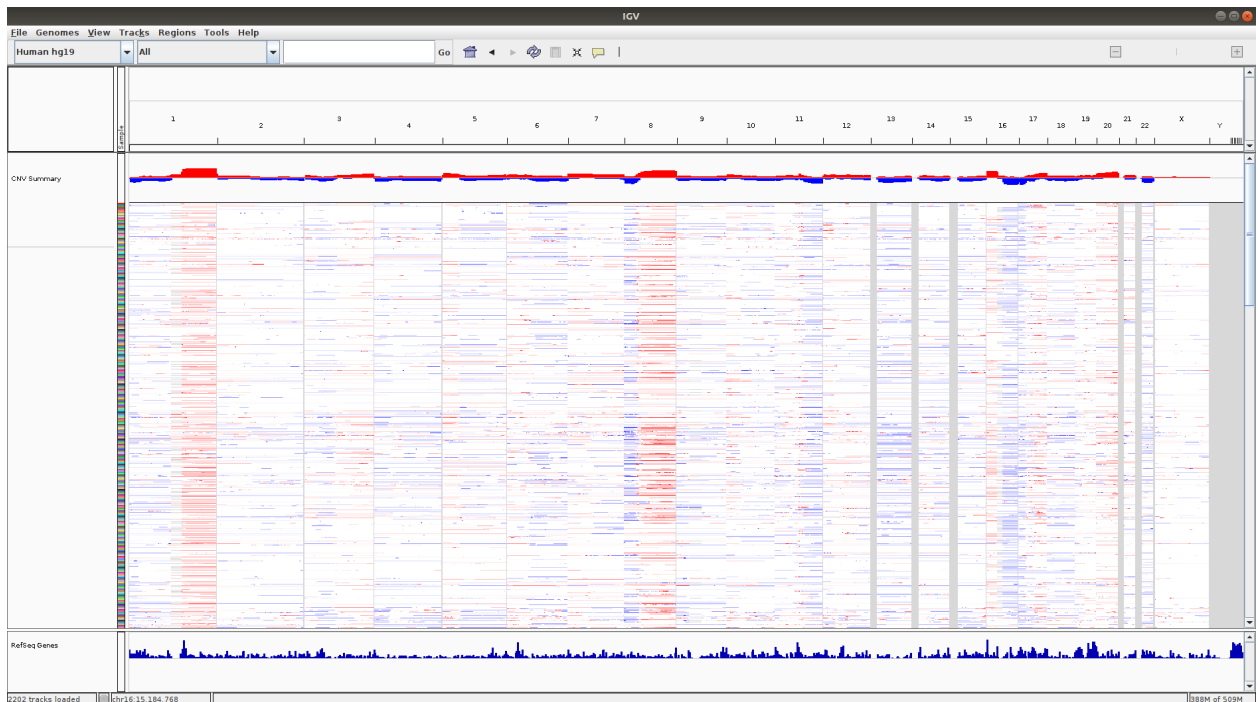 IGV
File Genomes View Tracks Regions Tools Help
Human hg19 All Go
Sample
1 2 3 4 5 6 7 8 9 10 11 12 13 14 15 16 17 18 19 20 21 22 X Y
CNV Summary
RefSeq Genes
2202 tracks loaded chr16:15,184,768 388M of 509M